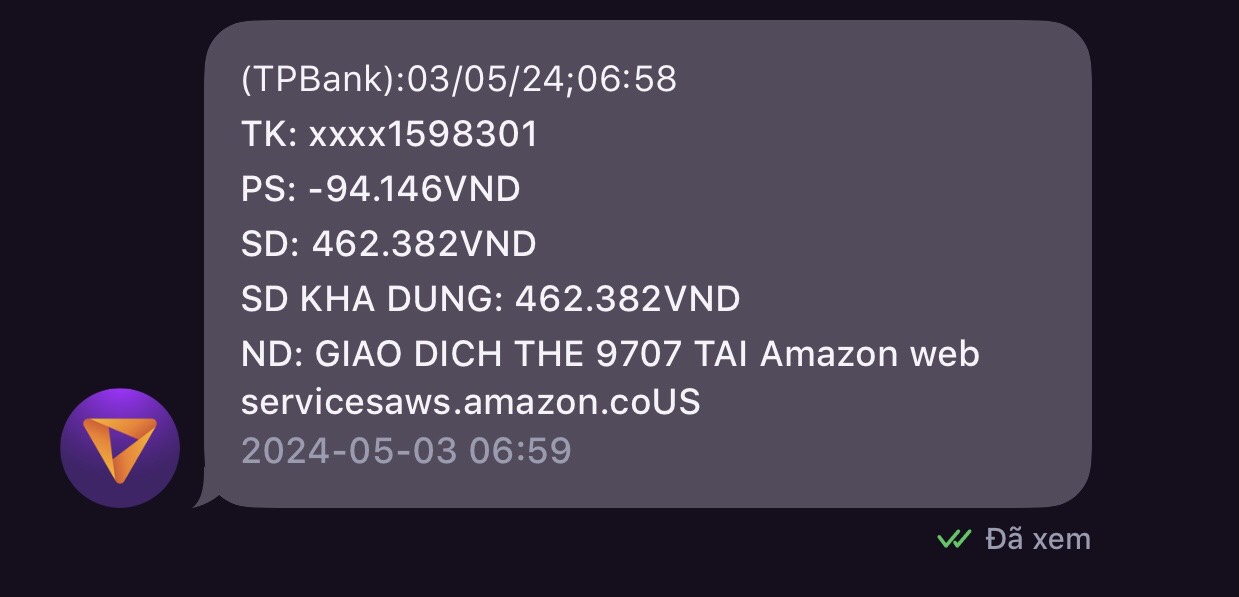 (TPBank):03/05/24;06:58
TK: xxxx1598301
PS: -94.146VND
SD: 462.382VND
SD KHA DUNG: 462.382VND
ND: GIAO DICH THE 9707 TAI Amazon web
servicesaws.amazon.coUS
2024-05-03 06:59
Đã xem